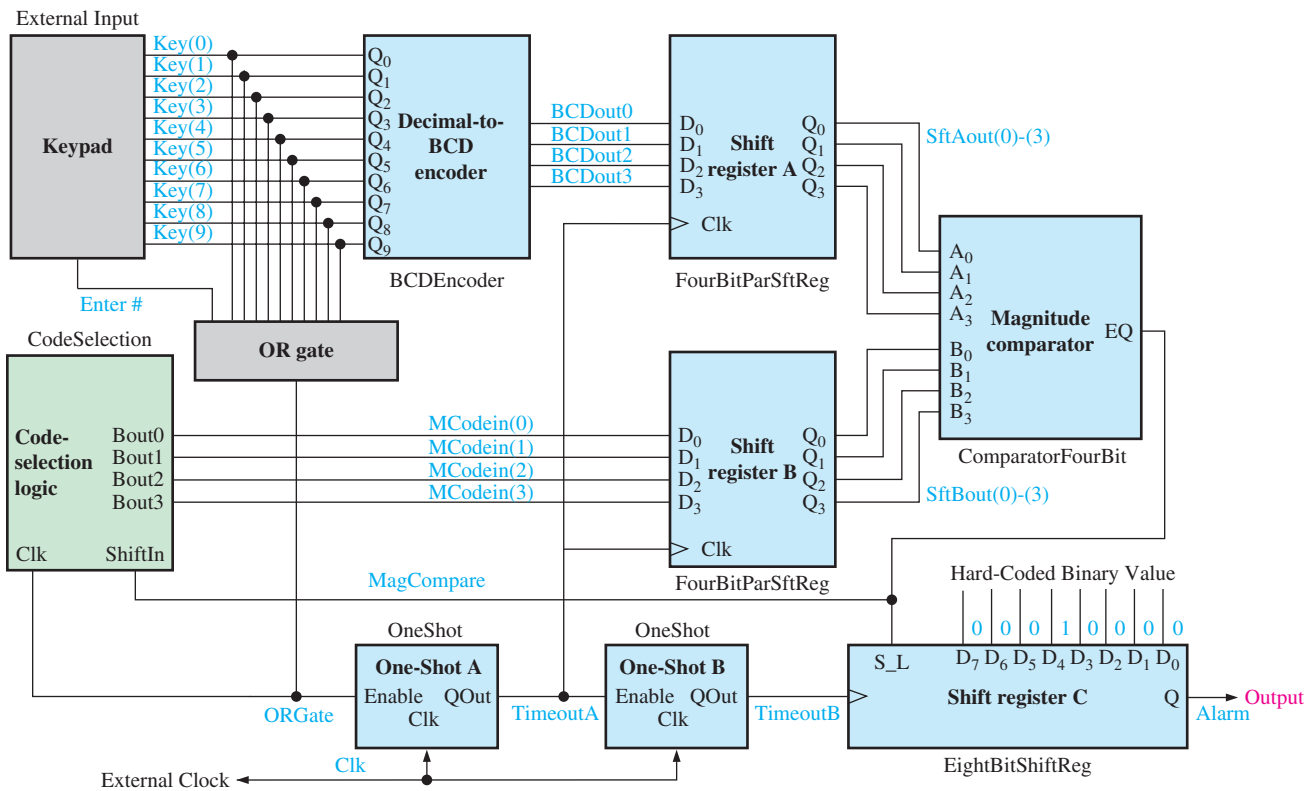 External Input
Keypad
Key(0)
Key(1)
Key(2)
Key(3)
Key(4)
Key(5)
Key(6)
Key(7)
Key(8)
Key(9)
Enter #
Q0
Q1
Q2
Q3
Q4
Q5
Q6
Q7
Q8
Q9
Decimal-to-
BCD
encoder
BCDEncoder
BCDout0
BCDout1
BCDout2
BCDout3
D0
D1
D2
D3
Clk
Shift
register A
Q0
Q1
Q2
Q3
FourBitParSftReg
SftAout(0)-(3)
OR gate
CodeSelection
Code-
selection
logic
Bout0
Bout1
Bout2
Bout3
Clk
ShiftIn
MCodein(0)
MCodein(1)
MCodein(2)
MCodein(3)
D0
D1
D2
D3
Clk
Shift
register B
Q0
Q1
Q2
Q3
FourBitParSftReg
SftBout(0)-(3)
A0
A1
A2
A3
B0
B1
B2
B3
Magnitude
comparator
EQ
ComparatorFourBit
MagCompare
ORGate
OneShot
One-Shot A
Enable QOut
Clk
TimeoutA
OneShot
One-Shot B
Enable QOut
Clk
TimeoutB
External Clock
Clk
Hard-Coded Binary Value
0 0 0 1 0 0 0 0
S_L D7 D6 D5 D4 D3 D2 D1 D0
Shift register C
Q
Output
Alarm
EightBitShiftReg